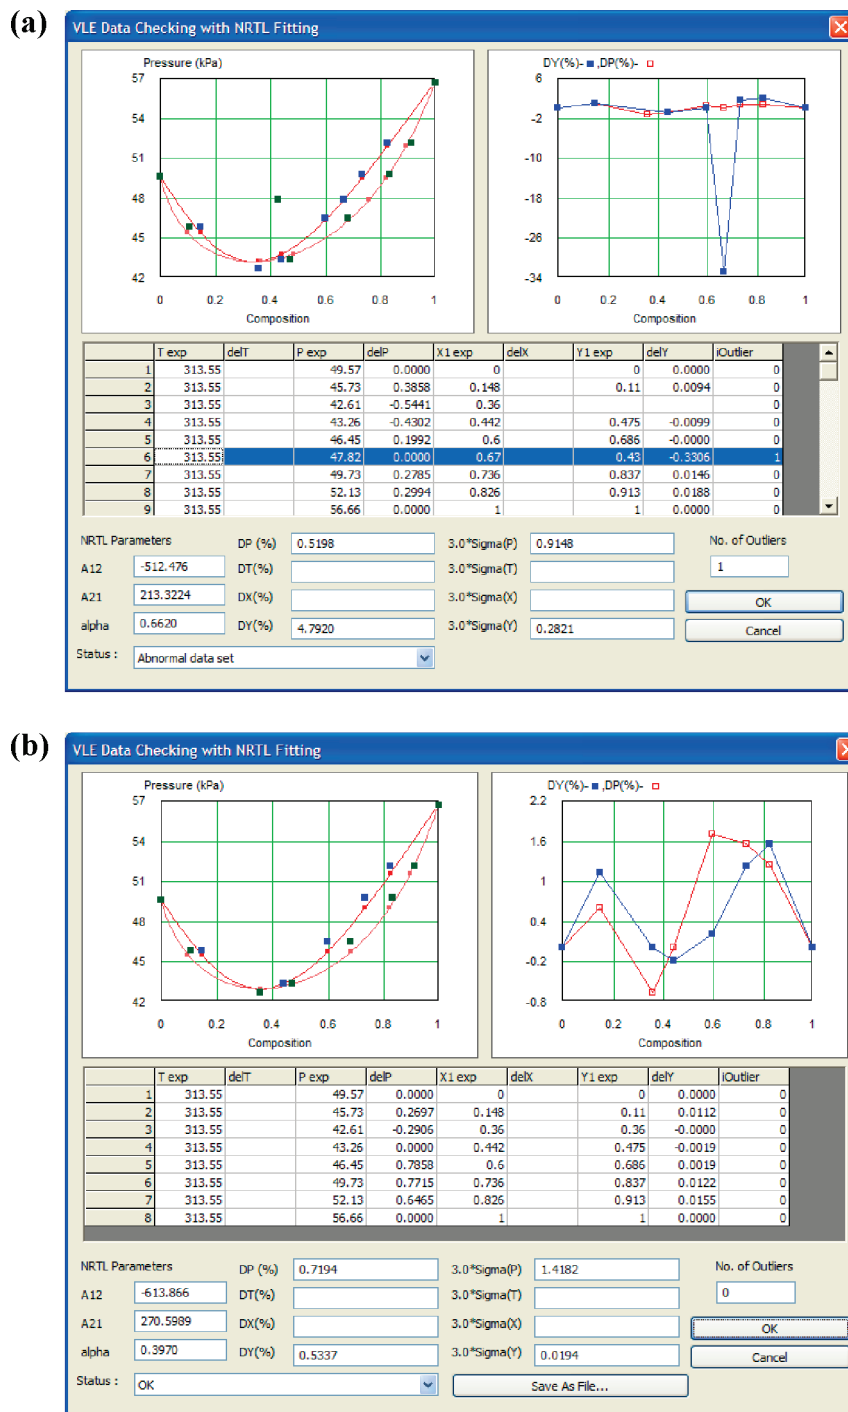 (a)
VLE Data Checking with NRTL Fitting
Pressure (kPa)
57
54
51
48
45
42
0 0.2 0.4 0.6 0.8 1
Composition
DY(%)- ,DP(%)-
6
-2
-10
-18
-26
-34
0 0.2 0.4 0.6 0.8 1
Composition
T exp delT P exp delP X1 exp delX Y1 exp delY iOutlier
1 313.55 49.57 0.0000 0 0 0.0000 0
2 313.55 45.73 0.3858 0.148 0.11 0.0094 0
3 313.55 42.61 -0.5441 0.36 0
4 313.55 43.26 -0.4302 0.442 0.475 -0.0099 0
5 313.55 46.45 0.1992 0.6 0.686 -0.0000 0
6 313.55 47.82 0.0000 0.67 0.43 -0.3306 1
7 313.55 49.73 0.2785 0.736 0.837 0.0146 0
8 313.55 52.13 0.2994 0.826 0.913 0.0188 0
9 313.55 56.66 0.0000 1 1 0.0000 0
NRTL Parameters DP (%) 0.5198 3.0*Sigma(P) 0.9148 No. of Outliers
A12 -512.476 DT(%) 3.0*Sigma(T) 1
A21 213.3224 DX(%) 3.0*Sigma(X) OK
alpha 0.6620 DY(%) 4.7920 3.0*Sigma(Y) 0.2821 Cancel
Status : Abnormal data set
(b)
VLE Data Checking with NRTL Fitting
Pressure (kPa)
57
54
51
48
45
42
0 0.2 0.4 0.6 0.8 1
Composition
DY(%)- ,DP(%)-
2.2
1.6
1
0.4
-0.2
-0.8
0 0.2 0.4 0.6 0.8 1
Composition
T exp delT P exp delP X1 exp delX Y1 exp delY iOutlier
1 313.55 49.57 0.0000 0 0 0.0000 0
2 313.55 45.73 0.2697 0.148 0.11 0.0112 0
3 313.55 42.61 -0.2906 0.36 0.36 -0.0000 0
4 313.55 43.26 0.0000 0.442 0.475 -0.0019 0
5 313.55 46.45 0.7858 0.6 0.686 0.0019 0
6 313.55 49.73 0.7715 0.736 0.837 0.0122 0
7 313.55 52.13 0.6465 0.826 0.913 0.0155 0
8 313.55 56.66 0.0000 1 1 0.0000 0
NRTL Parameters DP (%) 0.7194 3.0*Sigma(P) 1.4182 No. of Outliers
A12 -613.866 DT(%) 3.0*Sigma(T) 0
A21 270.5989 DX(%) 3.0*Sigma(X) OK
alpha 0.3970 DY(%) 0.5337 3.0*Sigma(Y) 0.0194 Cancel
Status : OK Save As File...